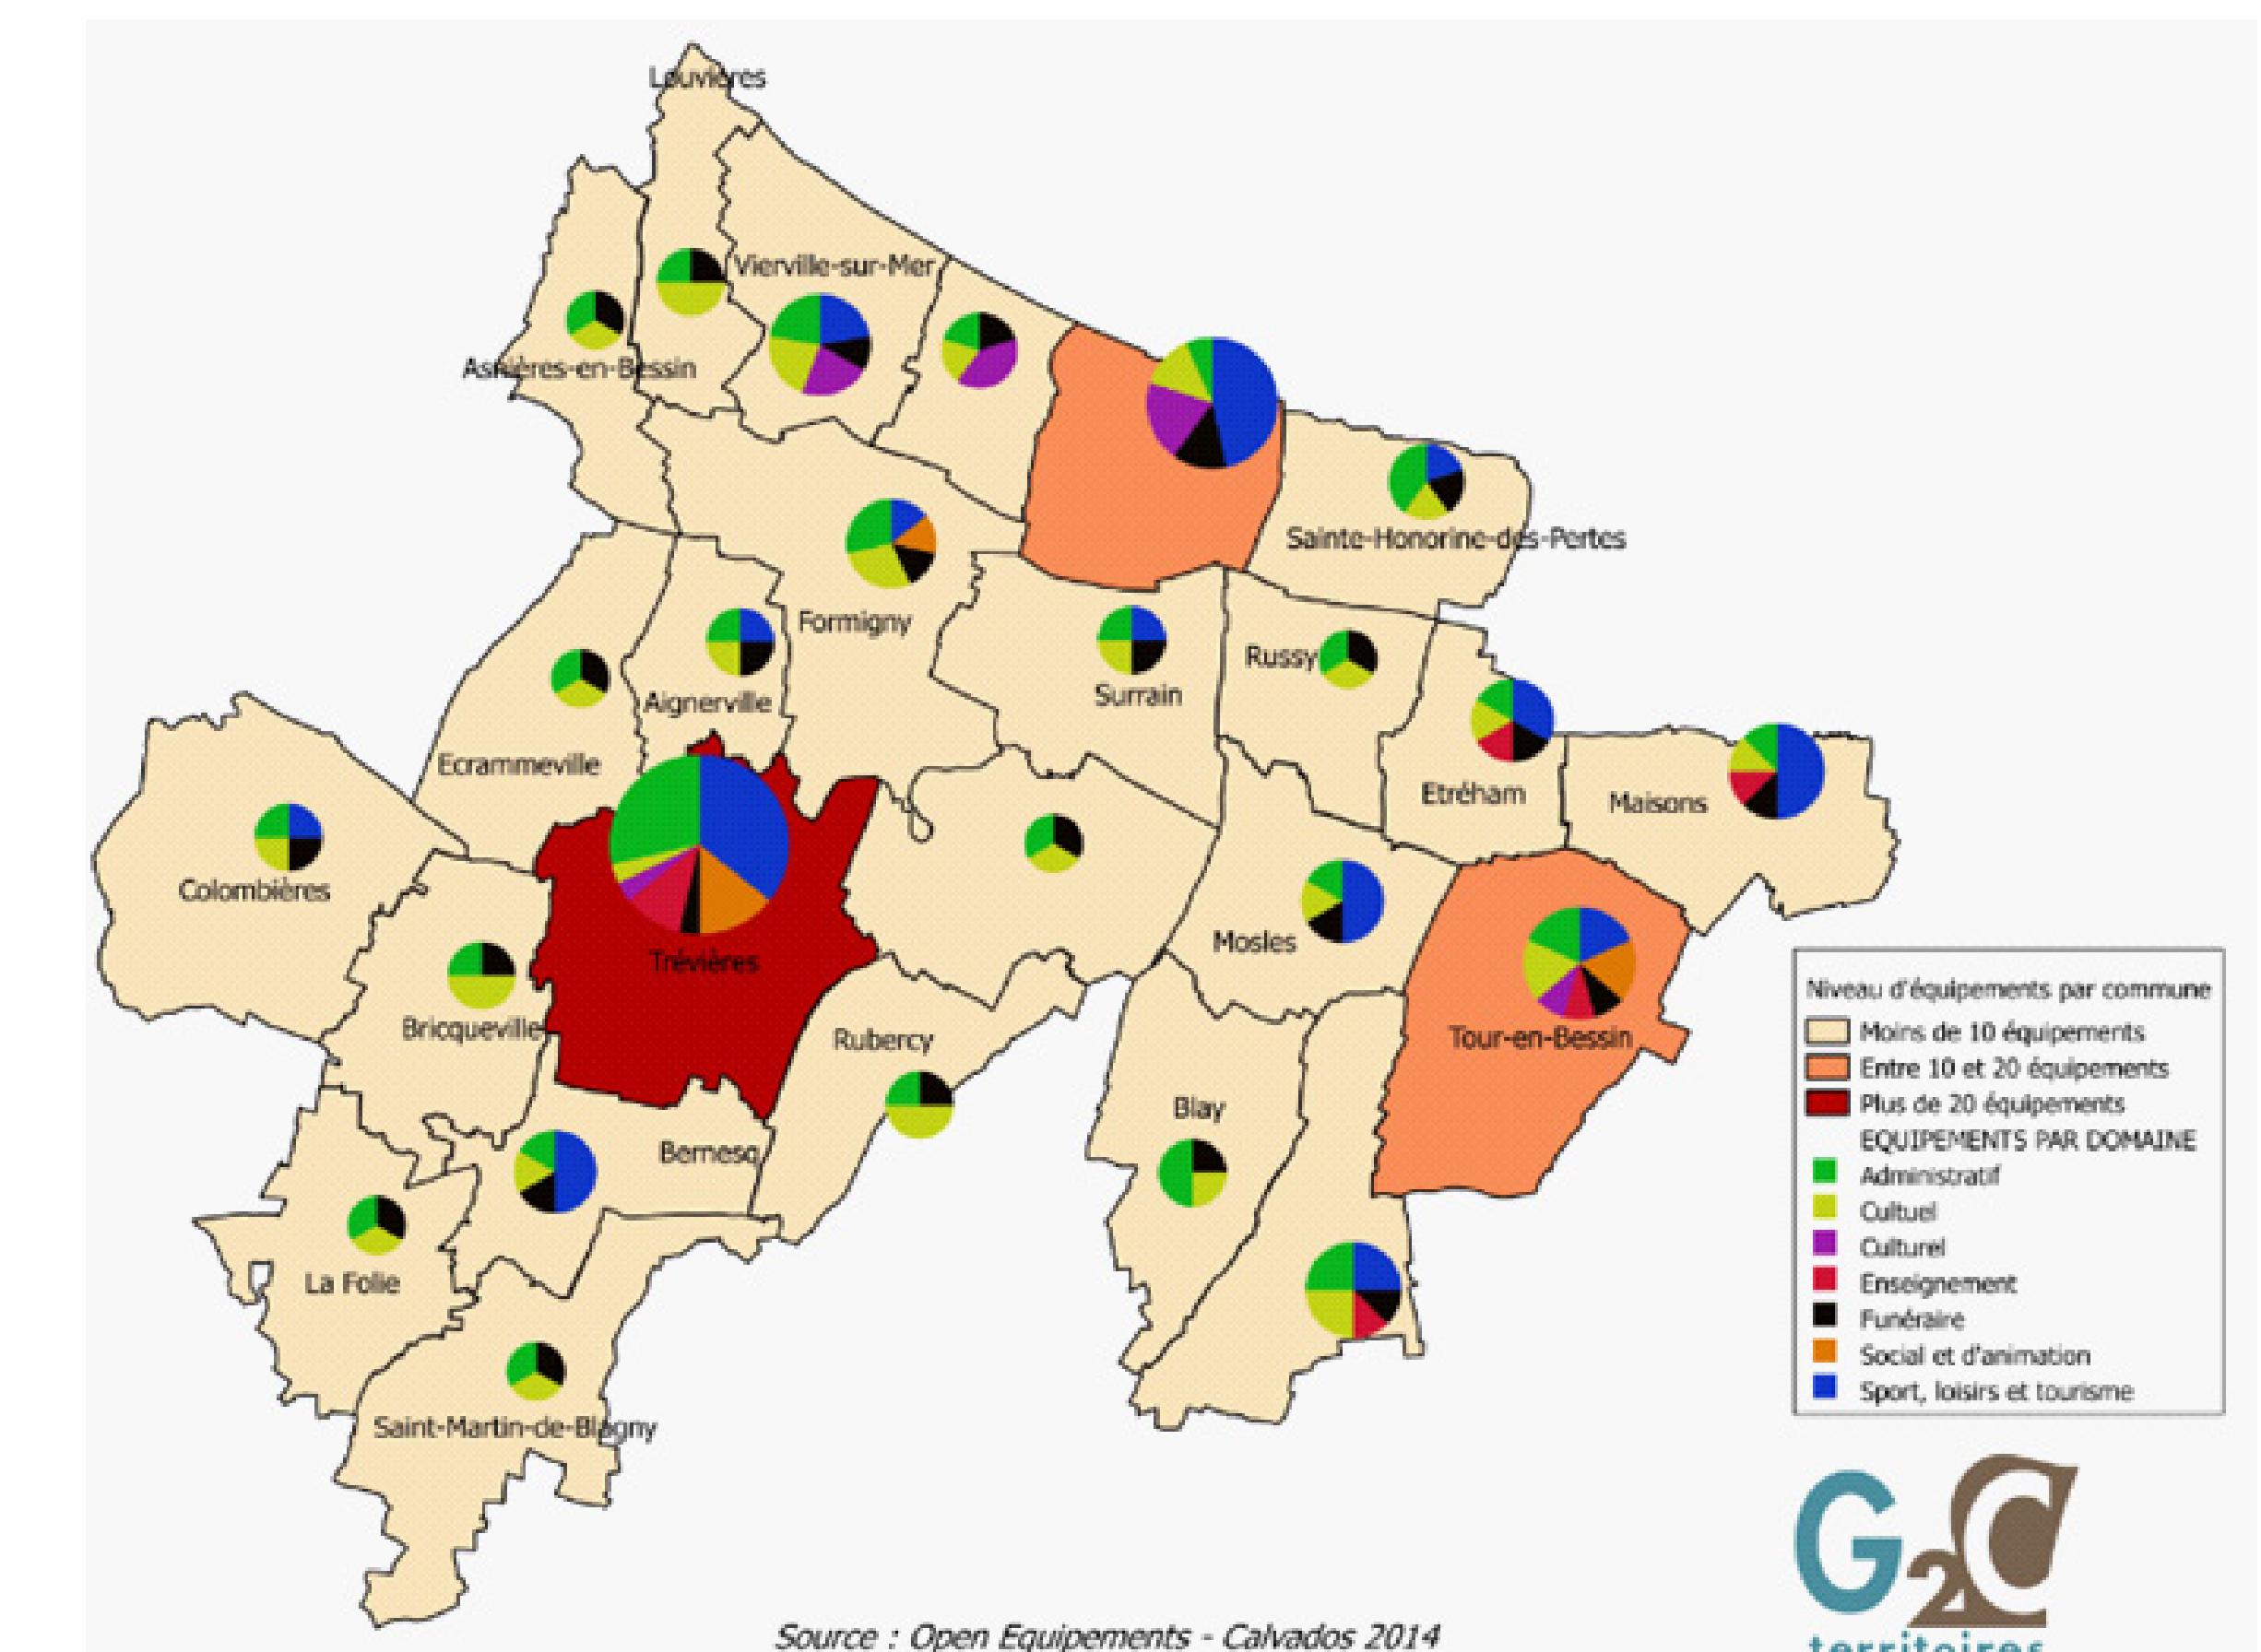 Louvières
Vierville-sur-Mer
Asnières-en-Bessin
Sainte-Honorine-des-Pertes
Formigny
Russy
Surrain
Aignerville
Ecrammeville
Etréham
Maisons
Colombières
Mosles
Trévières
Bricqueville
Rubercy
Tour-en-Bessin
Blay
Bernesq
La Folie
Saint-Martin-de-Blagny
Niveau d'équipements par commune
Moins de 10 équipements
Entre 10 et 20 équipements
Plus de 20 équipements
EQUIPEMENTS PAR DOMAINE
Administratif
Cultuel
Culturel
Enseignement
Funéraire
Social et d'animation
Sport, loisirs et tourisme
G2C
territoires
Source : Open Equipements - Calvados 2014